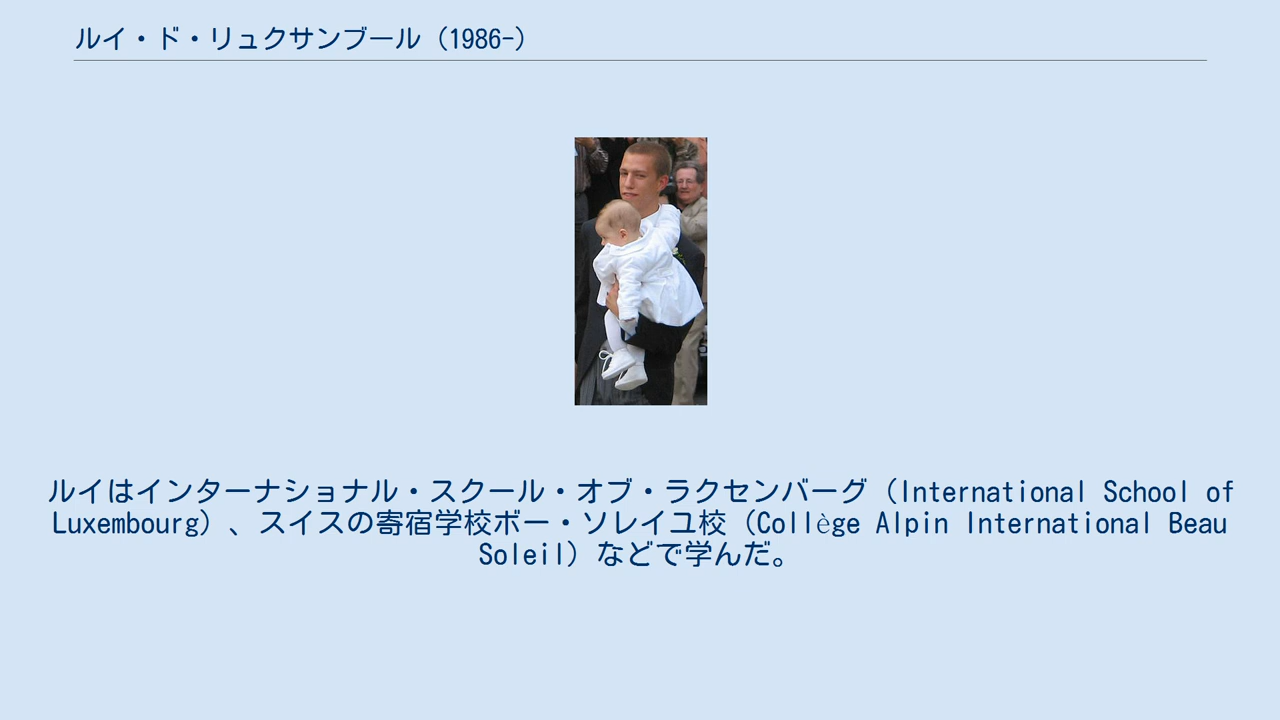 ルイ・ド・リュクサンブール（1986-）
ルイはインターナショナル・スクール・オブ・ラクセンバーグ（International School of
Luxembourg）、スイスの寄宿学校ボー・ソレイユ校（Collège Alpin International Beau
Soleil）などで学んだ。